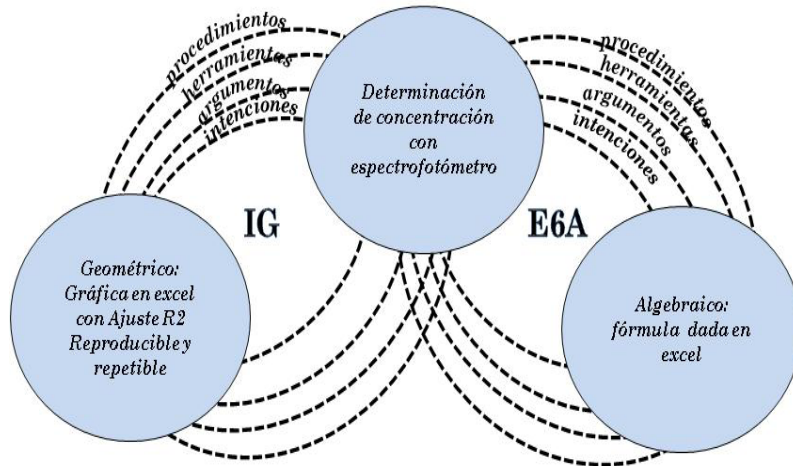 procedimientos
herramientas
argumentos
intenciones
Determinación
de concentración
con
espectrofotómetro
procedimientos
herramientas
argumentos
intenciones
IG
E6A
Geométrico:
Gráfica en excel
con Ajuste R2
Reproducible y
repetible
Algebraico:
fórmula dada en
excel